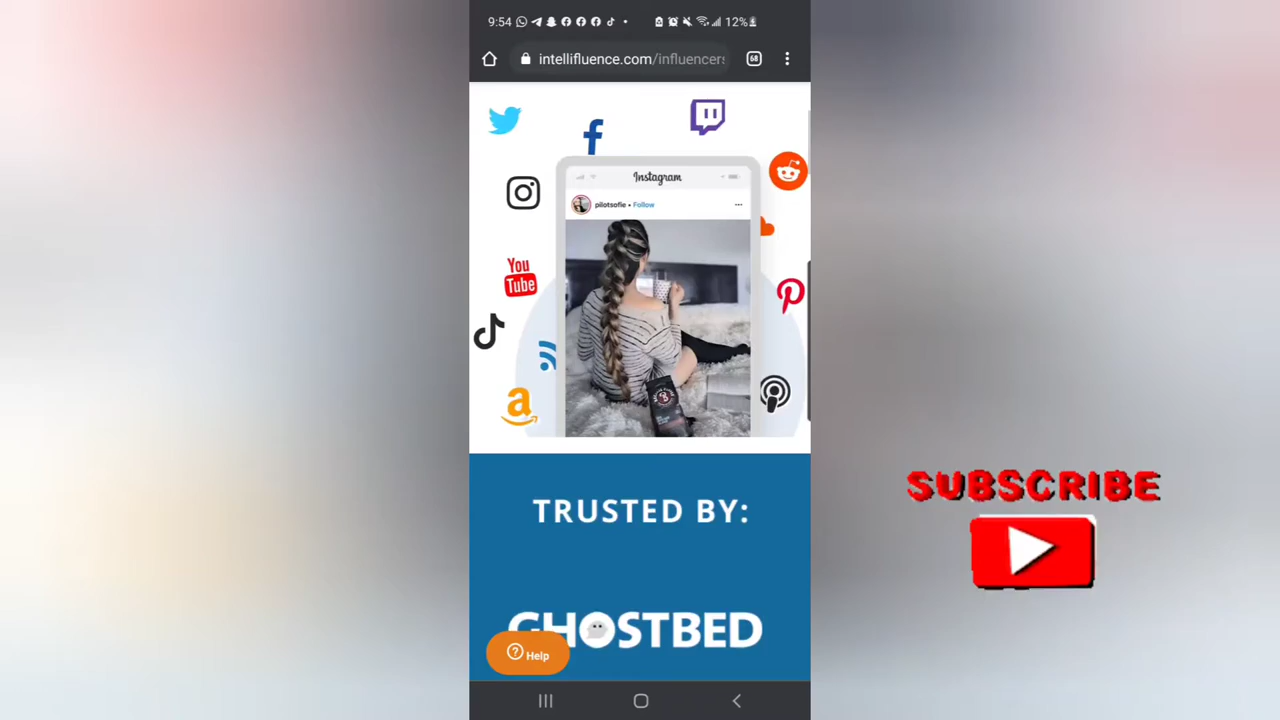 9:54
12%
intellifluence.com/influencers
68
Instagram
pilotsofie • Follow
You
Tube
a
TRUSTED BY:
GHOSTBED
Help
SUBSCRIBE